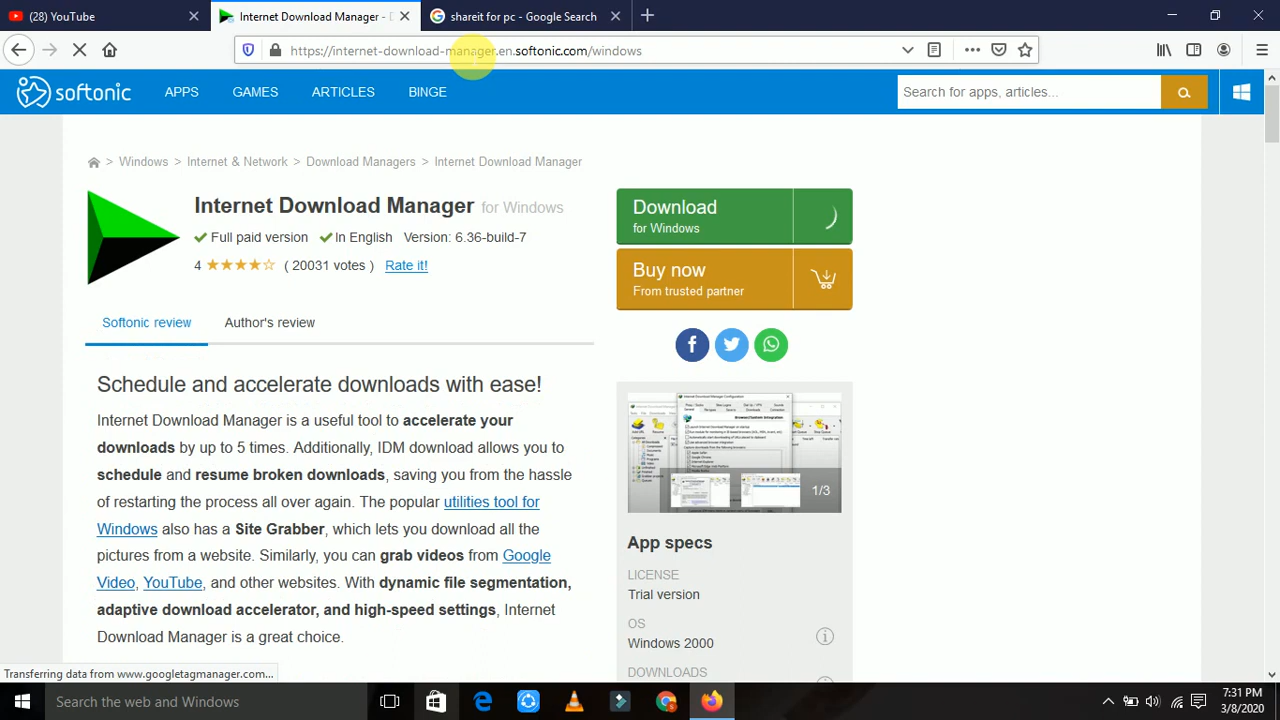 (28) YouTube
Internet Download Manager - D
shareit for pc - Google Search
https://internet-download-manager.en.softonic.com/windows
softonic
APPS
GAMES
ARTICLES
BINGE
Search for apps, articles...
> Windows > Internet & Network > Download Managers > Internet Download Manager
Internet Download Manager for Windows
Full paid version In English Version: 6.36-build-7
4 ( 20031 votes ) Rate it!
Download
for Windows
Buy now
From trusted partner
Softonic review
Author's review
Schedule and accelerate downloads with ease!
Internet Download Manager is a useful tool to accelerate your
downloads by up to 5 times. Additionally, IDM download allows you to
schedule and resume broken downloads, saving you from the hassle
of restarting the process all over again. The popular utilities tool for
Windows also has a Site Grabber, which lets you download all the
pictures from a website. Similarly, you can grab videos from Google
Video, YouTube, and other websites. With dynamic file segmentation,
adaptive download accelerator, and high-speed settings, Internet
Download Manager is a great choice.
1/3
App specs
LICENSE
Trial version
OS
Windows 2000
DOWNLOADS
Transferring data from www.googletagmanager.com...
Search the web and Windows
7:31 PM
3/8/2020